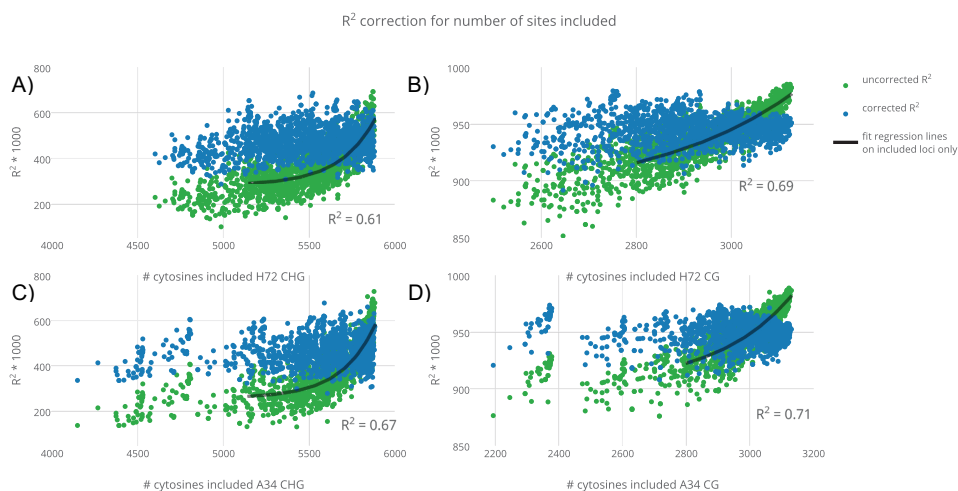 R² correction for number of sites included
A)
800
600
400
200
4000
4500
5000
5500
6000
R² * 1000
R² = 0.61
# cytosines included H72 CHG
B)
1000
950
900
850
2600
2800
3000
R² * 1000
R² = 0.69
# cytosines included H72 CG
uncorrected R²
corrected R²
fit regression lines
on included loci only
C)
800
600
400
200
4000
4500
5000
5500
6000
R² * 1000
R² = 0.67
# cytosines included A34 CHG
D)
1000
950
900
850
2200
2400
2600
2800
3000
3200
R² * 1000
R² = 0.71
# cytosines included A34 CG